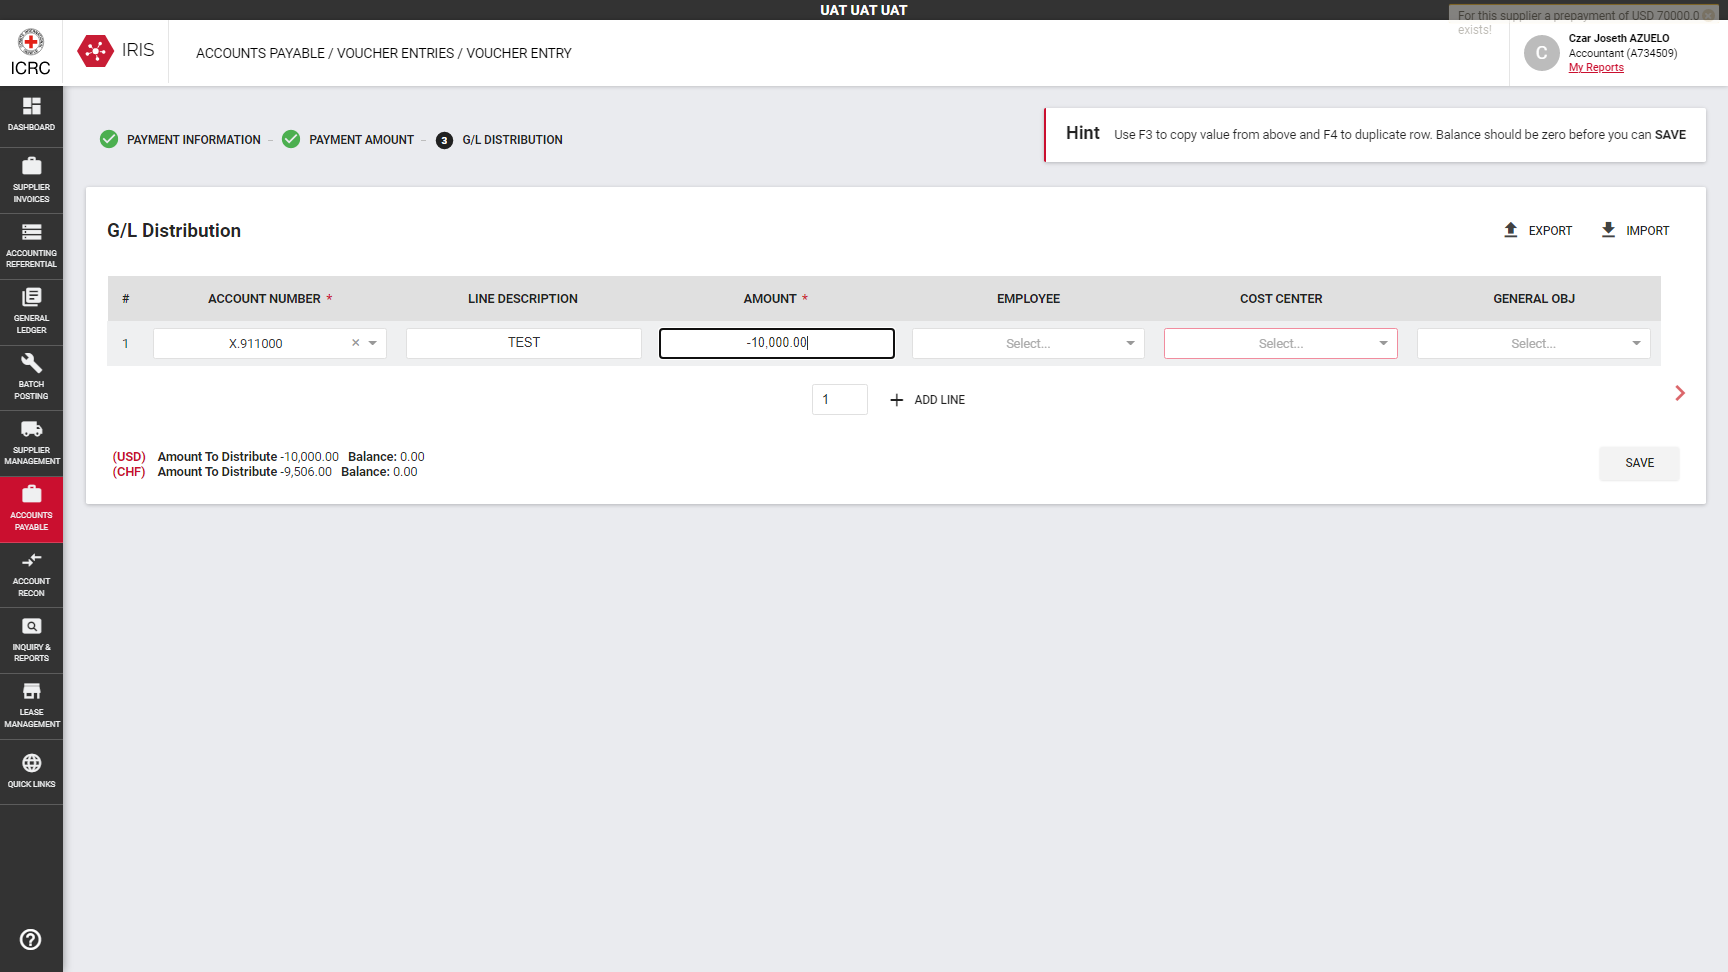 UAT UAT UAT
For this supplier a prepayment of USD 70000.0
exists!
ICRC
IRIS
ACCOUNTS PAYABLE / VOUCHER ENTRIES / VOUCHER ENTRY
C
Czar Joseth AZUELO
Accountant (A734509)
My Reports
DASHBOARD
SUPPLIER
INVOICES
ACCOUNTING
REFERENTIAL
GENERAL
LEDGER
BATCH
POSTING
SUPPLIER
MANAGEMENT
ACCOUNTS
PAYABLE
ACCOUNT
RECON
INQUIRY &
REPORTS
LEASE
MANAGEMENT
QUICK LINKS
PAYMENT INFORMATION – PAYMENT AMOUNT – 3 G/L DISTRIBUTION
Hint Use F3 to copy value from above and F4 to duplicate row. Balance should be zero before you can SAVE
G/L Distribution
EXPORT IMPORT
# ACCOUNT NUMBER * LINE DESCRIPTION AMOUNT * EMPLOYEE COST CENTER GENERAL OBJ
1 X.911000 × TEST -10,000.00 Select... Select... Select...
1 + ADD LINE
(USD) Amount To Distribute -10,000.00 Balance: 0.00
(CHF) Amount To Distribute -9,506.00 Balance: 0.00
SAVE